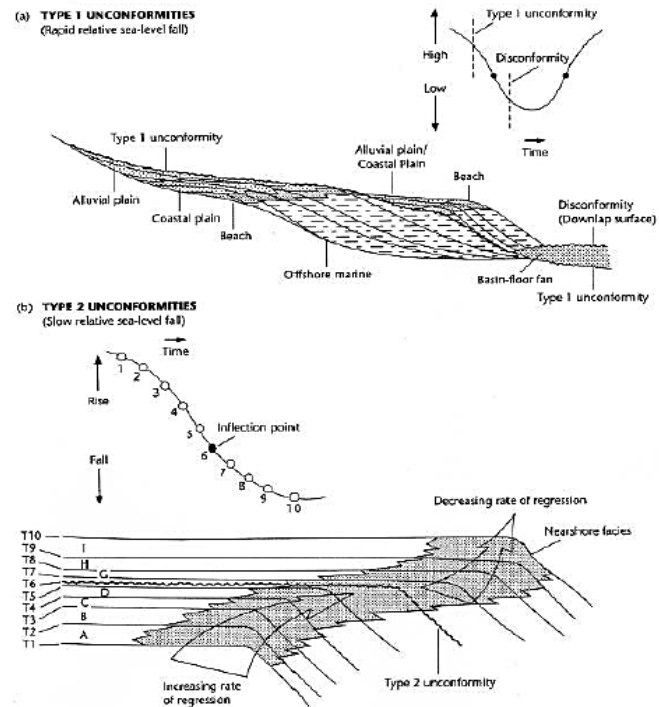 (a) TYPE 1 UNCONFORMITIES
(Rapid relative sea-level fall)
Type 1 unconformity
High
Disconformity
Low
Time
Type 1 unconformity
Alluvial plain/
Coastal Plain
Beach
Alluvial plain
Coastal plain
Beach
Disconformity
(Downlap surface)
Offshore marine
Basin-floor fan
Type 1 unconformity
(b) TYPE 2 UNCONFORMITIES
(Slow relative sea-level fall)
Time
1
2
3
Rise
4
5
Inflection point
6
Fall
7
8
9
10
Decreasing rate
of regression
Nearshore facies
T10
T9
I
T8
H
T7
G
T6
T5
D
T4
C
T3
B
T2
A
T1
Increasing rate
of regression
Type 2 unconformity